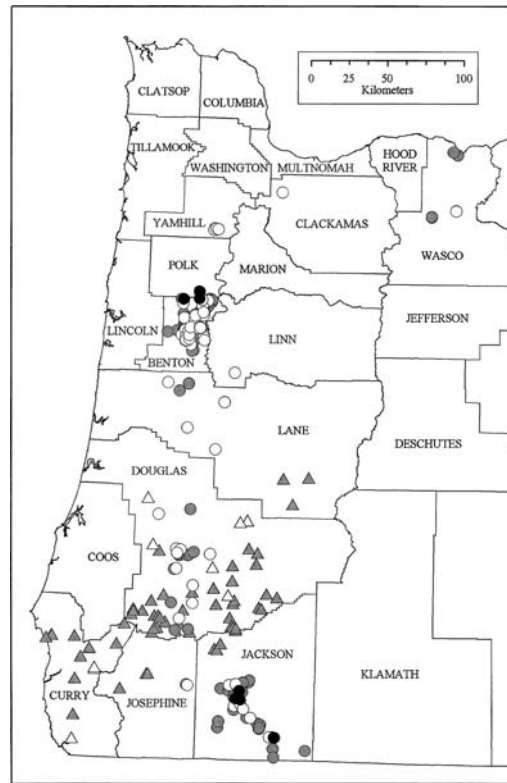 0 25 50 100
Kilometers
CLATSOP
COLUMBIA
TILLAMOOK
WASHINGTON
MULTNOMAH
HOOD
RIVER
CLACKAMAS
YAMHILL
WASCO
POLK
MARION
JEFFERSON
LINCOLN
LINN
BENTON
LANE
DESCHUTES
DOUGLAS
COOS
JACKSON
KLAMATH
CURRY
JOSEPHINE